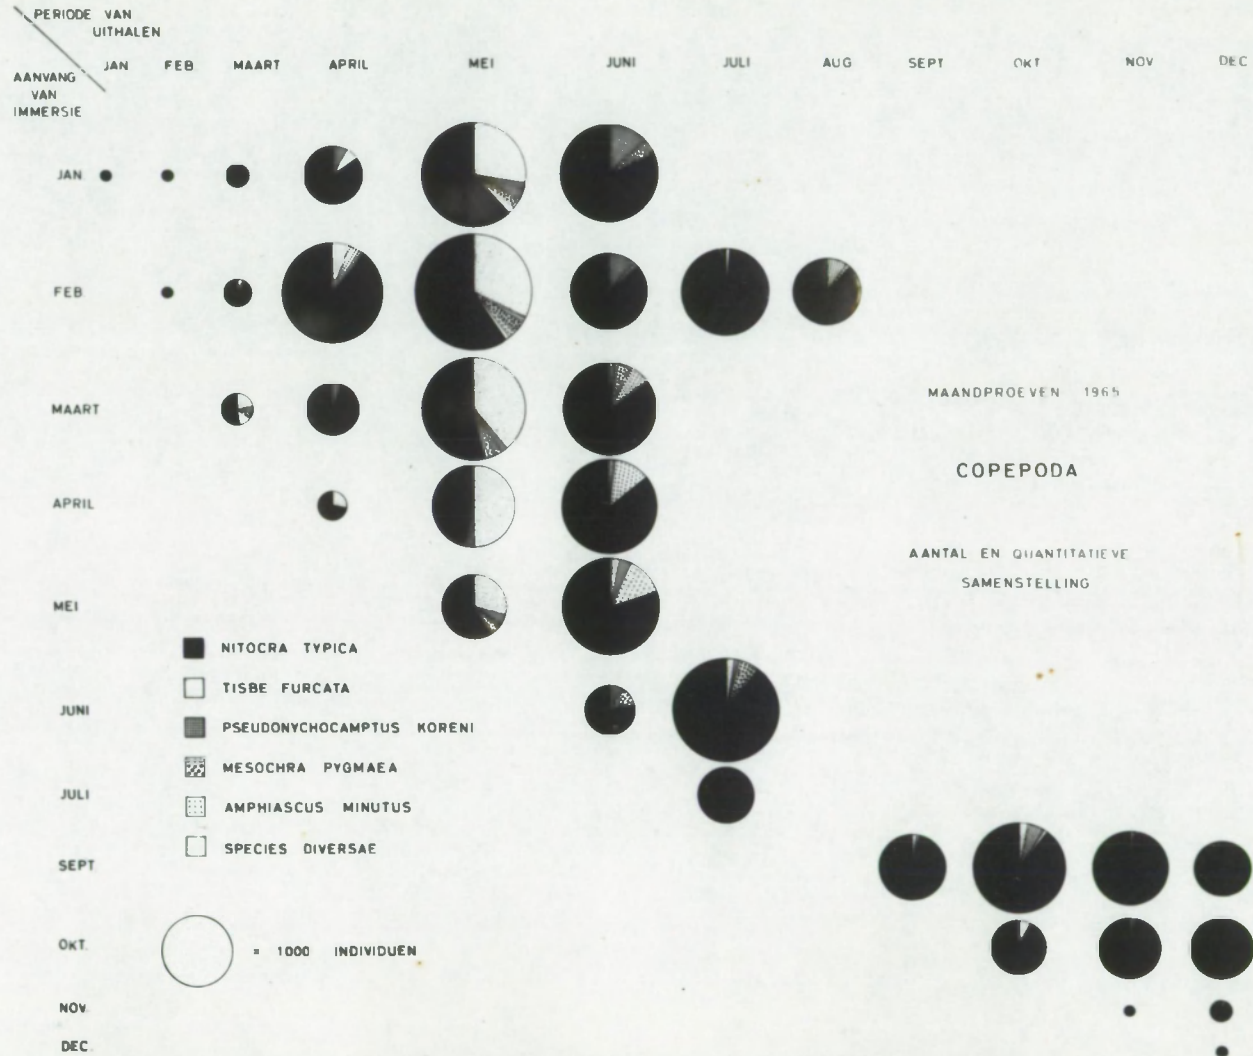 PERIODE VAN
UITHALEN
AANVANG
VAN
IMMERSIE
JAN FEB MAART APRIL MEI JUNI JULI AUG SEPT OKT NOV DEC
JAN
FEB
MAART
APRIL
MEI
JUNI
JULI
SEPT
OKT.
NOV.
DEC.
MAANDPROEVEN 1965
COPEPODA
AANTAL EN QUANTITATIEVE
SAMENSTELLING
NITOCRA TYPICA
TISBE FURCATA
PSEUDONYCHOCAMPTUS KORENI
MESOCHRA PYGMAEA
AMPHIASCUS MINUTUS
SPECIES DIVERSAE
= 1000 INDIVIDUEN